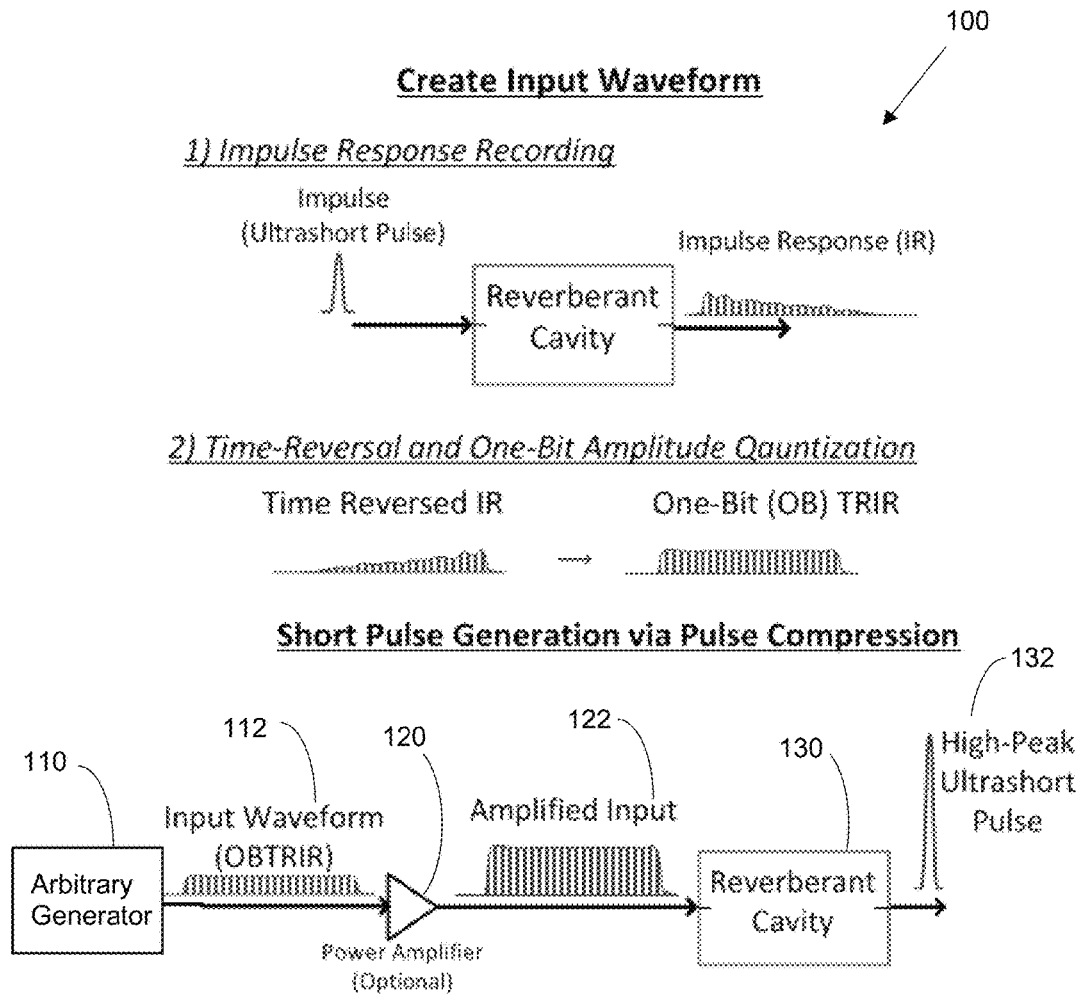 100
Create Input Waveform
1) Impulse Response Recording
Impulse
(Ultrashort Pulse)
Impulse Response (IR)
Reverberant
Cavity
2) Time-Reversal and One-Bit Amplitude Qauntization
Time Reversed IR
One-Bit (OB) TRIR
Short Pulse Generation via Pulse Compression
132
112
120
122
110
130
High-Peak
Ultrashort
Pulse
Input Waveform
(OBTRIR)
Amplified Input
Arbitrary
Generator
Reverberant
Cavity
Power Amplifier
(Optional)